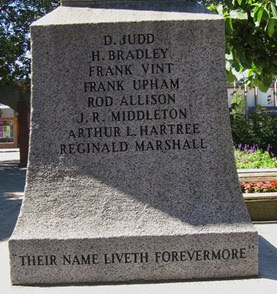 D. JUDD
H. BRADLEY
FRANK VINT
FRANK UPHAM
ROD ALLISON
J. R. MIDDLETON
ARTHUR L. HARTREE
REGINALD MARSHALL
"THEIR NAME LIVETH FOREVERMORE"